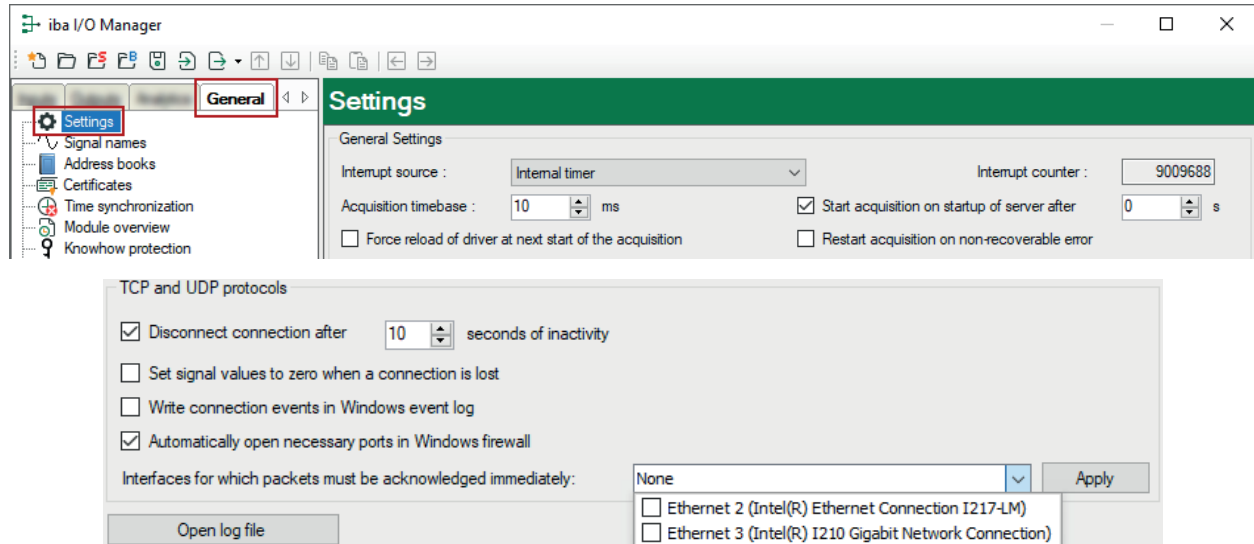 iba I/O Manager
General
Settings
Settings
Signal names
Address books
Certificates
Time synchronization
Module overview
Knowhow protection
General Settings
Interrupt source : Internal timer Interrupt counter : 9009688
Acquisition timebase : 10 ms Start acquisition on startup of server after 0 s
Force reload of driver at next start of the acquisition Restart acquisition on non-recoverable error
TCP and UDP protocols
Disconnect connection after 10 seconds of inactivity
Set signal values to zero when a connection is lost
Write connection events in Windows event log
Automatically open necessary ports in Windows firewall
Interfaces for which packets must be acknowledged immediately: None Apply
Ethernet 2 (Intel(R) Ethernet Connection I217-LM)
Open log file Ethernet 3 (Intel(R) I210 Gigabit Network Connection)